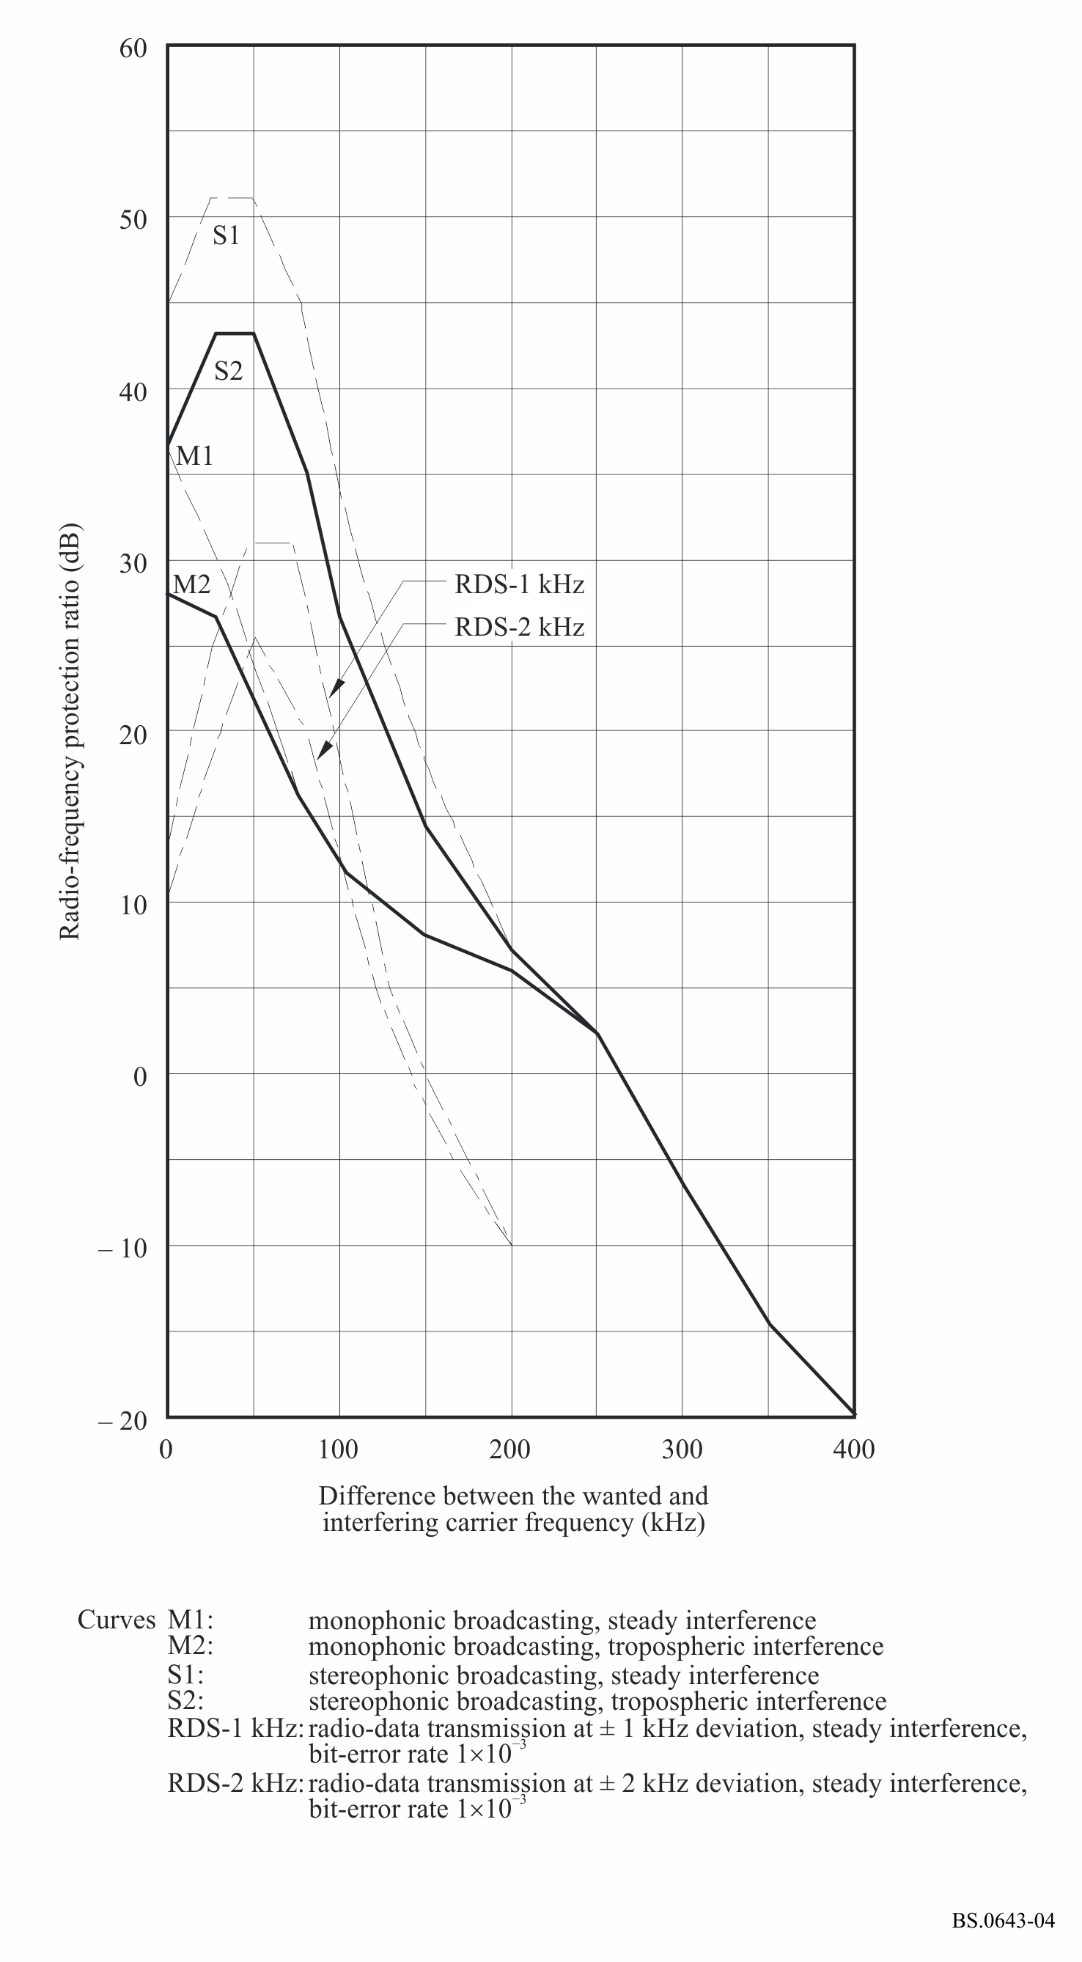 60
50
S1
S2
40
M1
30
M2
RDS-1 kHz
RDS-2 kHz
Radio-frequency protection ratio (dB)
20
10
0
– 10
– 20
0 100 200 300 400
Difference between the wanted and
interfering carrier frequency (kHz)
Curves M1: monophonic broadcasting, steady interference
M2: monophonic broadcasting, tropospheric interference
S1: stereophonic broadcasting, steady interference
S2: stereophonic broadcasting, tropospheric interference
RDS-1 kHz: radio-data transmission at ± 1 kHz deviation, steady interference,
bit-error rate 1×10⁻³
RDS-2 kHz: radio-data transmission at ± 2 kHz deviation, steady interference,
bit-error rate 1×10⁻³
BS.0643-04